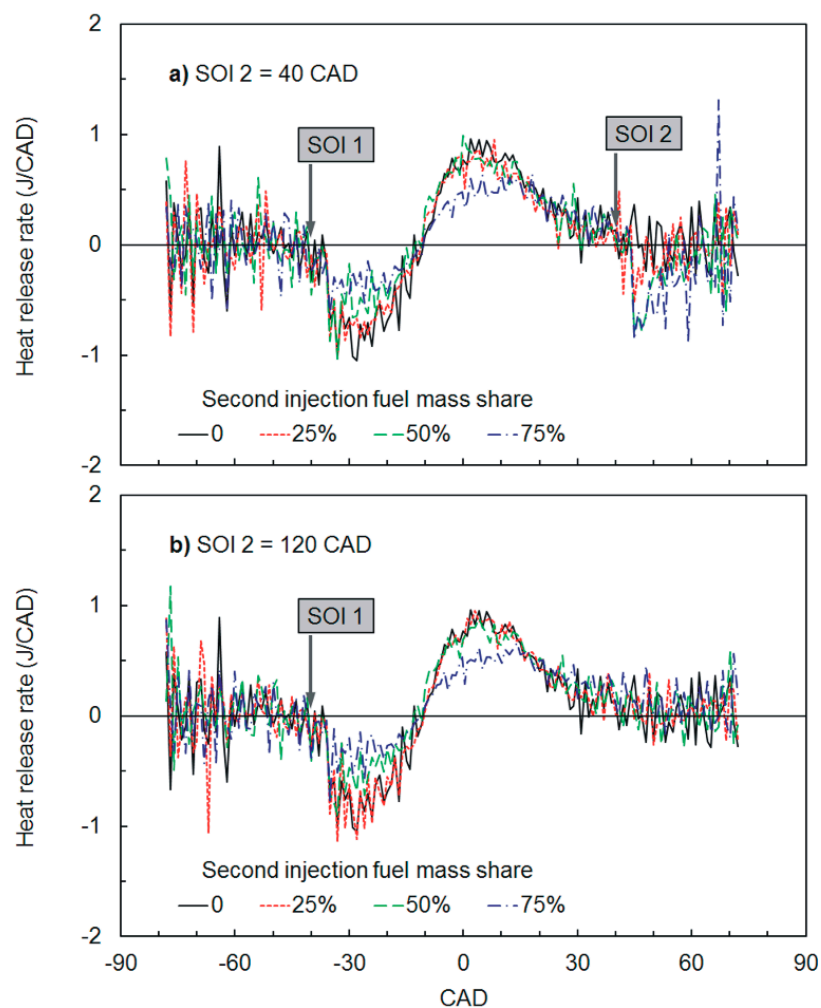 2
a) SOI 2 = 40 CAD
SOI 1
SOI 2
1
0
-1
-2
Heat release rate (J/CAD)
Second injection fuel mass share
0 25% 50% 75%
2
b) SOI 2 = 120 CAD
SOI 1
1
0
-1
-2
Heat release rate (J/CAD)
Second injection fuel mass share
0 25% 50% 75%
-90 -60 -30 0 30 60 90
CAD